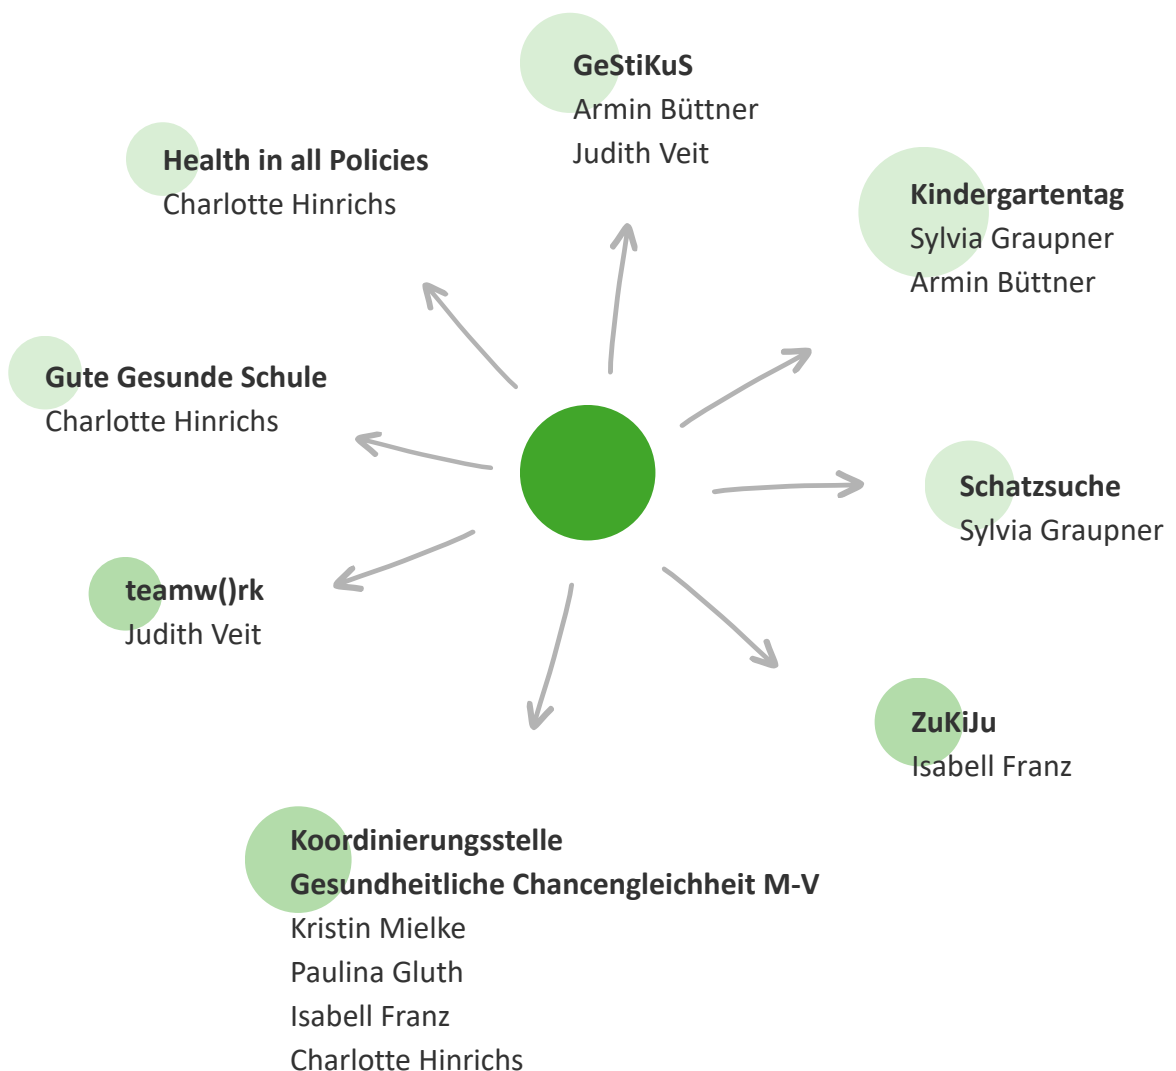 GeStiKuS
Armin Büttner
Judith Veit
Health in all Policies
Charlotte Hinrichs
Kindergartentag
Sylvia Graupner
Armin Büttner
Gute Gesunde Schule
Charlotte Hinrichs
Schatzsuche
Sylvia Graupner
teamw()rk
Judith Veit
ZuKiJu
Isabell Franz
Koordinierungsstelle
Gesundheitliche Chancengleichheit M-V
Kristin Mielke
Paulina Gluth
Isabell Franz
Charlotte Hinrichs